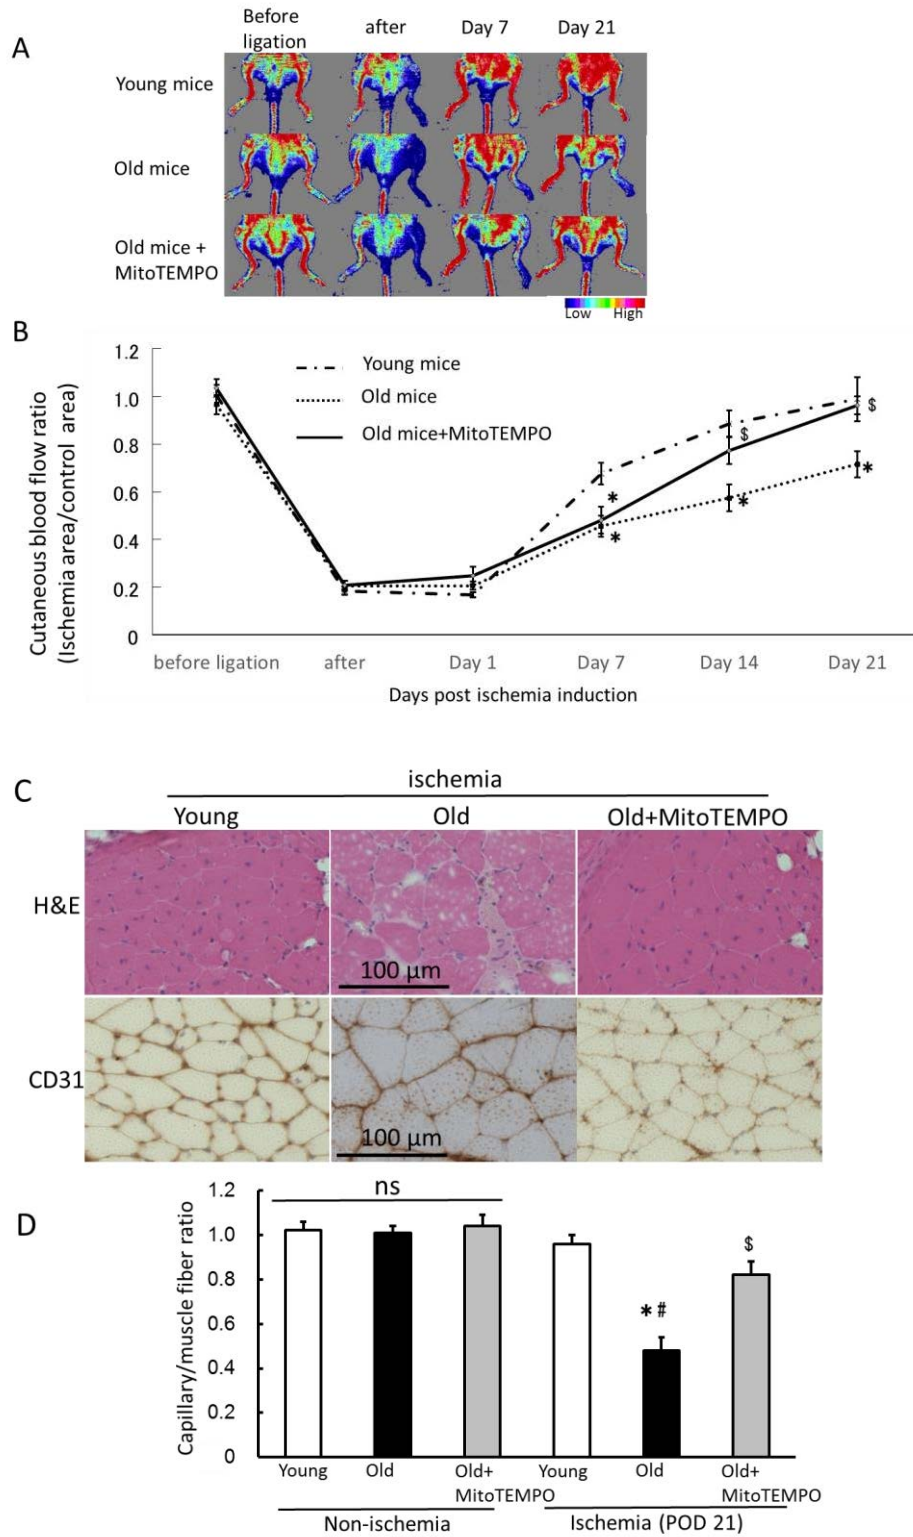 A
Before
ligation
after
Day 7
Day 21
Young mice
Old mice
Old mice +
MitoTEMPO
Low
High
B
Cutaneous blood flow ratio
(Ischemia area/control area)
1.2
1.0
0.8
0.6
0.4
0.2
0
Young mice
Old mice
Old mice+MitoTEMPO
*
*
$
*
$
*
before ligation
after
Day 1
Day 7
Day 14
Day 21
Days post ischemia induction
C
ischemia
Young
Old
Old+MitoTEMPO
H&E
100 μm
CD31
100 μm
D
Capillary/muscle fiber ratio
1.2
1.0
0.8
0.6
0.4
0.2
0
ns
*#
$
Young
Old
Old+
MitoTEMPO
Young
Old
Old+
MitoTEMPO
Non-ischemia
Ischemia (POD 21)